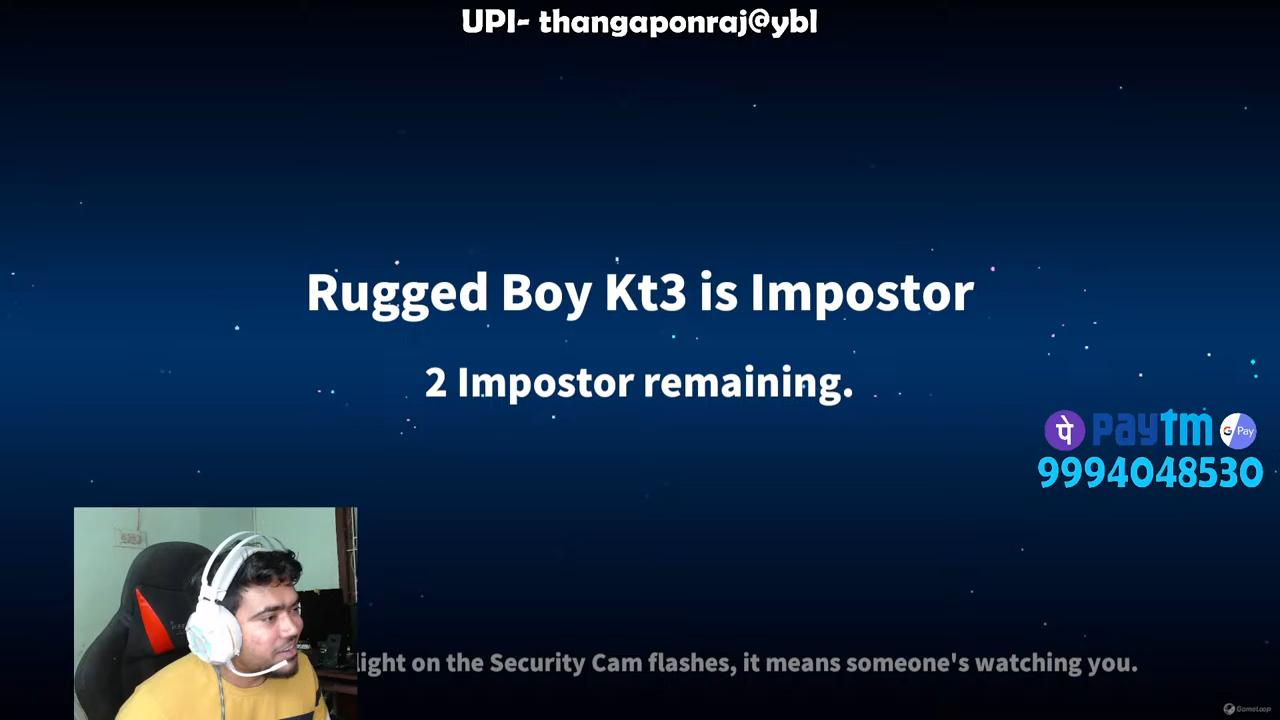 UPI- thangaponraj@ybl
Rugged Boy Kt3 is Impostor
2 Impostor remaining.
पे paytm G Pay
9994048530
light on the Security Cam flashes, it means someone's watching you.
GameLoop